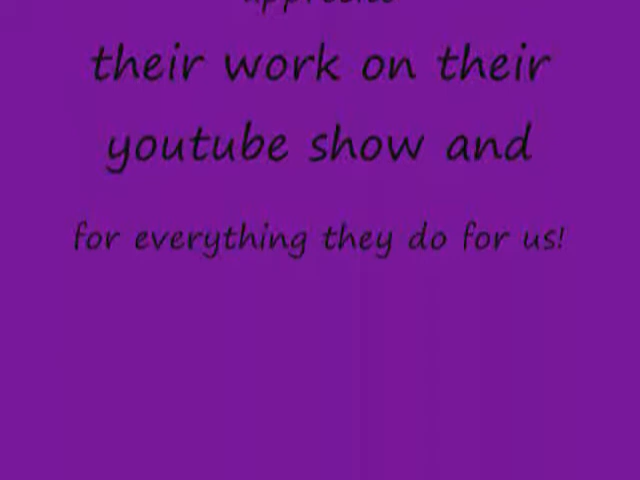 their work on their
youtube show and
for everything they do for us!